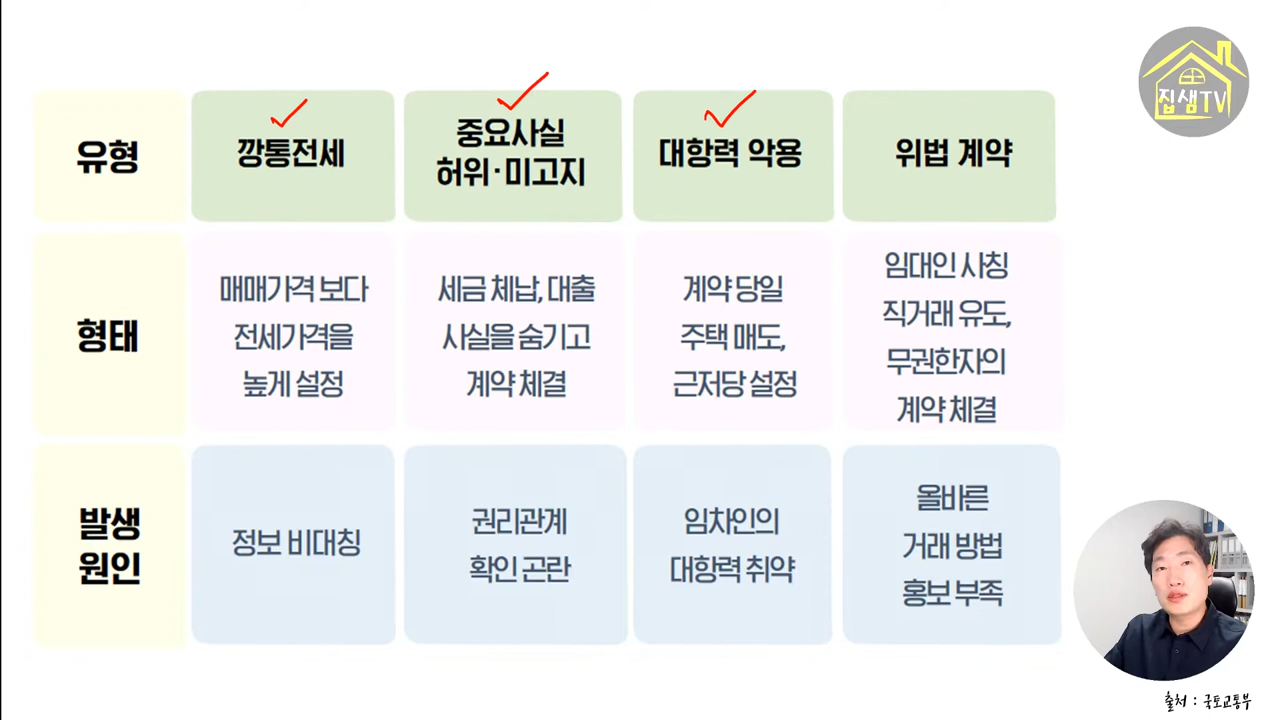 집샘TV
유형
깡통전세
중요사실
허위·미고지
대항력 악용
위법 계약
형태
매매가격 보다
전세가격을
높게 설정
세금 체납, 대출
사실을 숨기고
계약 체결
계약 당일
주택 매도,
근저당 설정
임대인 사칭
직거래 유도,
무권한자의
계약 체결
발생
원인
정보 비대칭
권리관계
확인 곤란
임차인의
대항력 취약
올바른
거래 방법
홍보 부족
출처 : 국토교통부